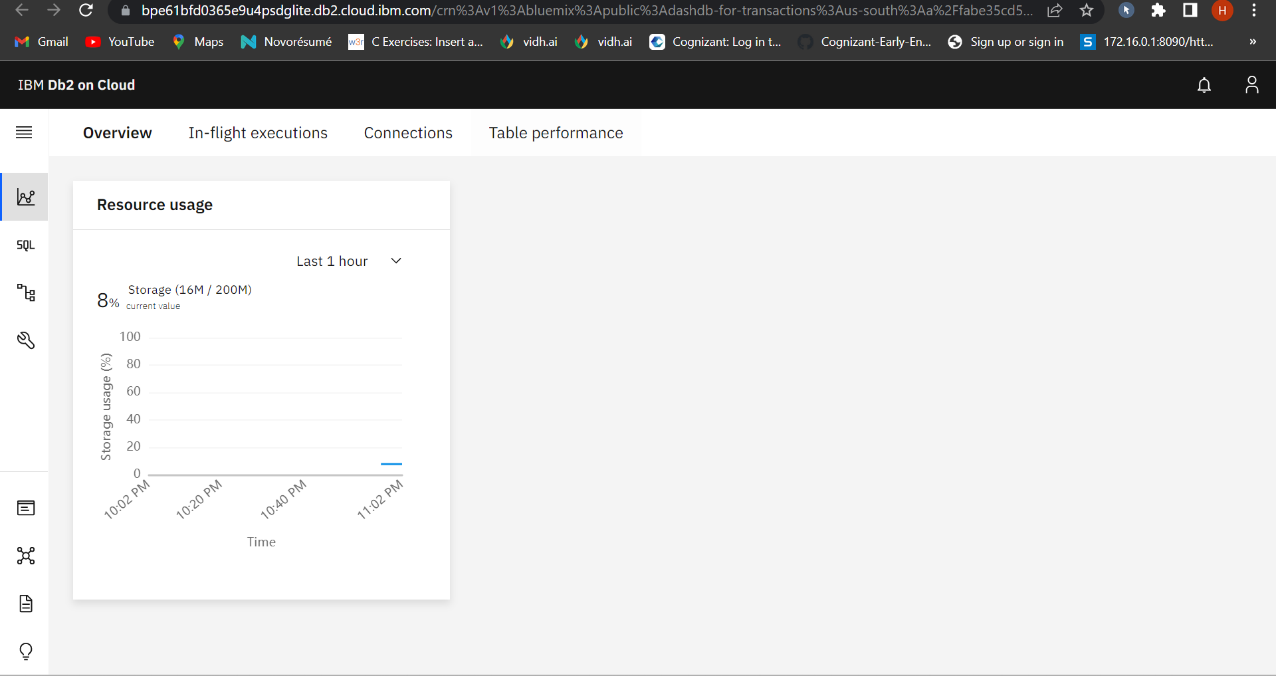 bpe61bfd0365e9u4psdglite.db2.cloud.ibm.com/crn%3Av1%3Abluemix%3Apublic%3Adashdb-for-transactions%3Aus-south%3Aa%2Ffabe35cd5...
H
Gmail YouTube Maps Novorésumé w3r C Exercises: Insert a... vidh.ai vidh.ai Cognizant: Log in t... Cognizant-Early-En... Sign up or sign in S 172.16.0.1:8090/htt... »
IBM Db2 on Cloud
Overview In-flight executions Connections Table performance
Resource usage
SQL
Last 1 hour
8% Storage (16M / 200M)
current value
100
80
60
40
20
0
Storage usage (%)
10:02 PM 10:20 PM 10:40 PM 11:02 PM
Time